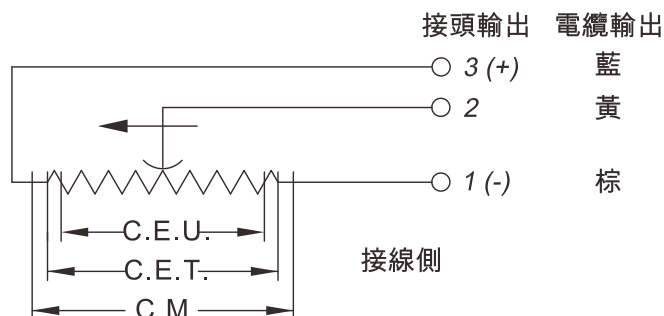 接頭輸出 電纜輸出
3 (+) 藍
2 黃
1 (-) 棕
C.E.U.
C.E.T.
接線側
C.M